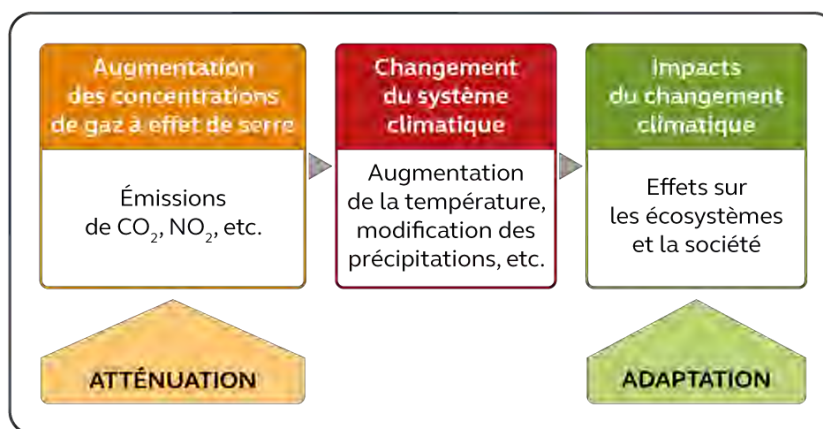 Augmentation
des concentrations
de gaz à effet de serre
Émissions
de CO₂, NO₂, etc.
Changement
du système
climatique
Augmentation
de la température,
modification des
précipitations, etc.
Impacts
du changement
climatique
Effets sur
les écosystèmes
et la société
ATTÉNUATION
ADAPTATION